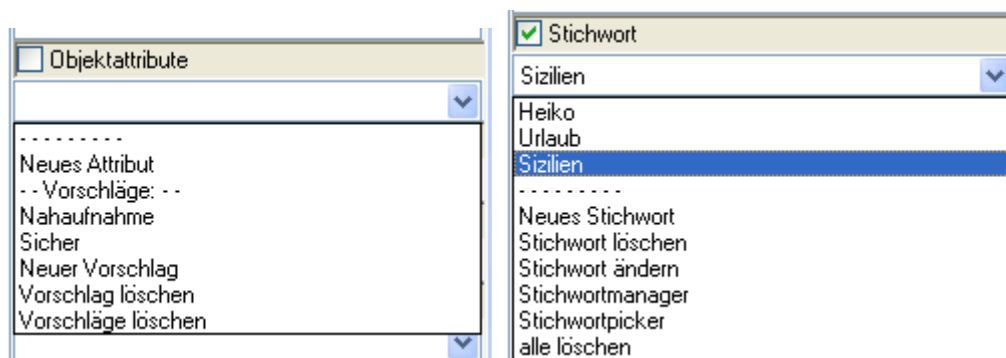 Objektattribute
- - - - - - - - -
Neues Attribut
- - Vorschläge: - -
Nahaufnahme
Sicher
Neuer Vorschlag
Vorschlag löschen
Vorschläge löschen
Stichwort
Sizilien
Heiko
Urlaub
Sizilien
- - - - - - - - -
Neues Stichwort
Stichwort löschen
Stichwort ändern
Stichwortmanager
Stichwortpicker
alle löschen